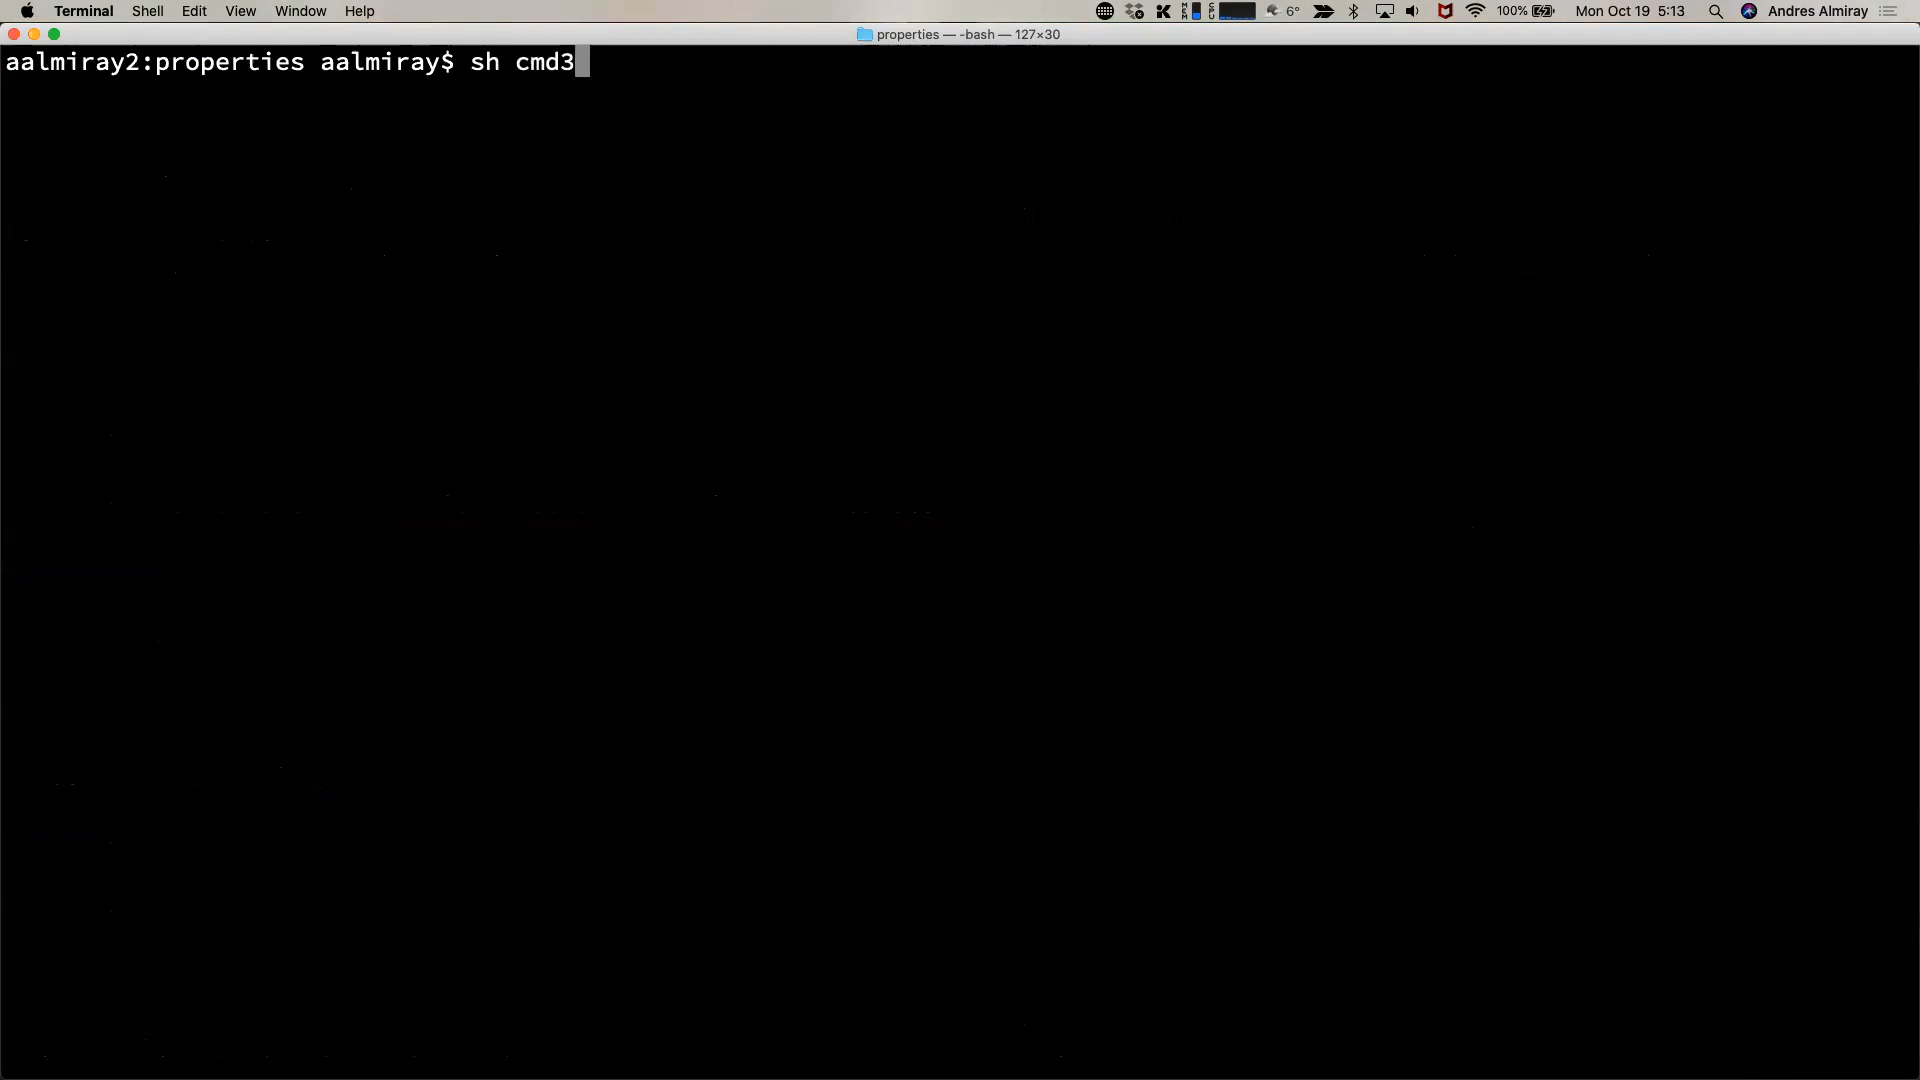 Terminal Shell Edit View Window Help 6° 100% Mon Oct 19 5:13 Andres Almiray
properties — -bash — 127×30
aalmiray2:properties aalmiray$ sh cmd3